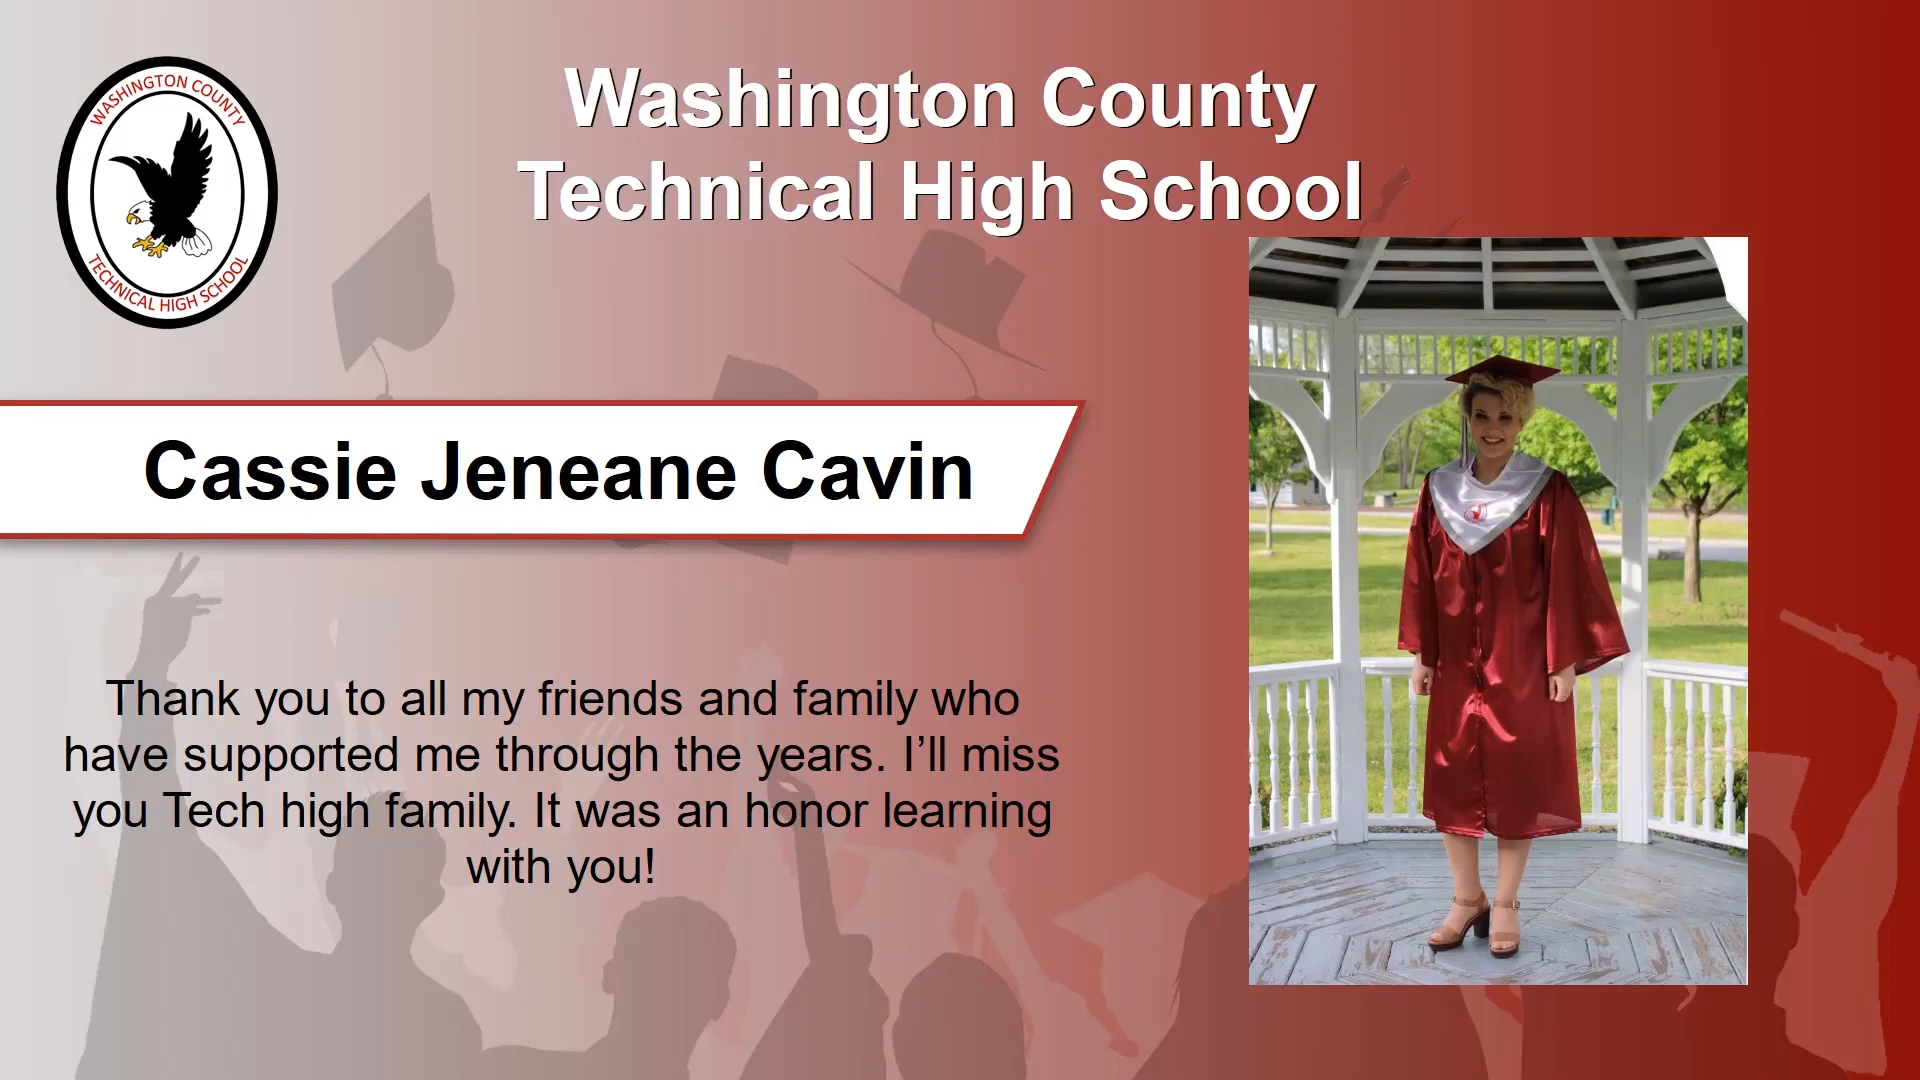 WASHINGTON COUNTY
TECHNICAL HIGH SCHOOL
Washington County
Technical High School
Cassie Jeneane Cavin
Thank you to all my friends and family who
have supported me through the years. I’ll miss
you Tech high family. It was an honor learning
with you!